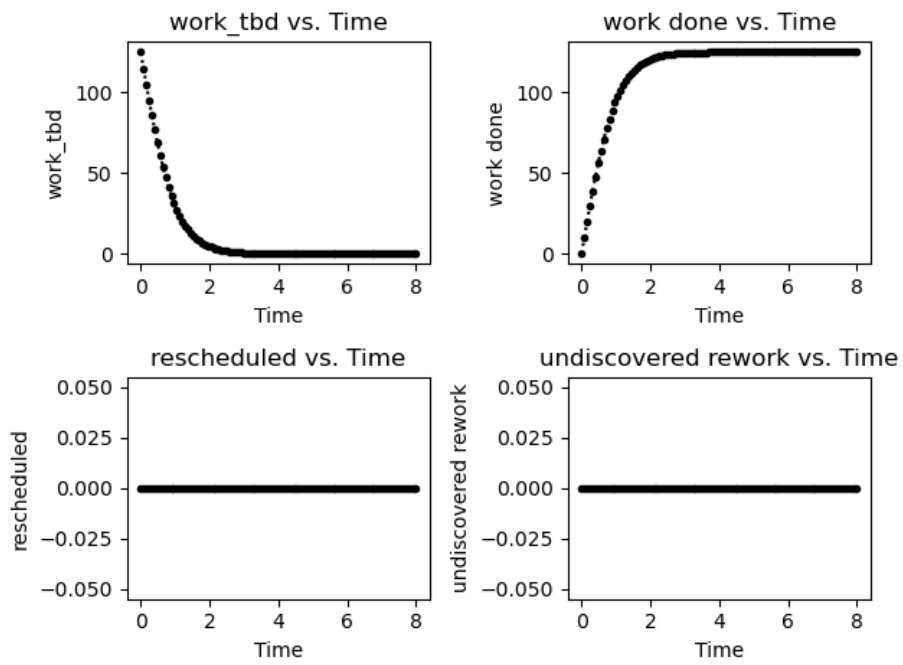 work_tbd vs. Time
work_tbd
100
50
0
0 2 4 6 8
Time
work done vs. Time
work done
100
50
0
0 2 4 6 8
Time
rescheduled vs. Time
rescheduled
0.050
0.025
0.000
−0.025
−0.050
0 2 4 6 8
Time
undiscovered rework vs. Time
undiscovered rework
0.050
0.025
0.000
−0.025
−0.050
0 2 4 6 8
Time